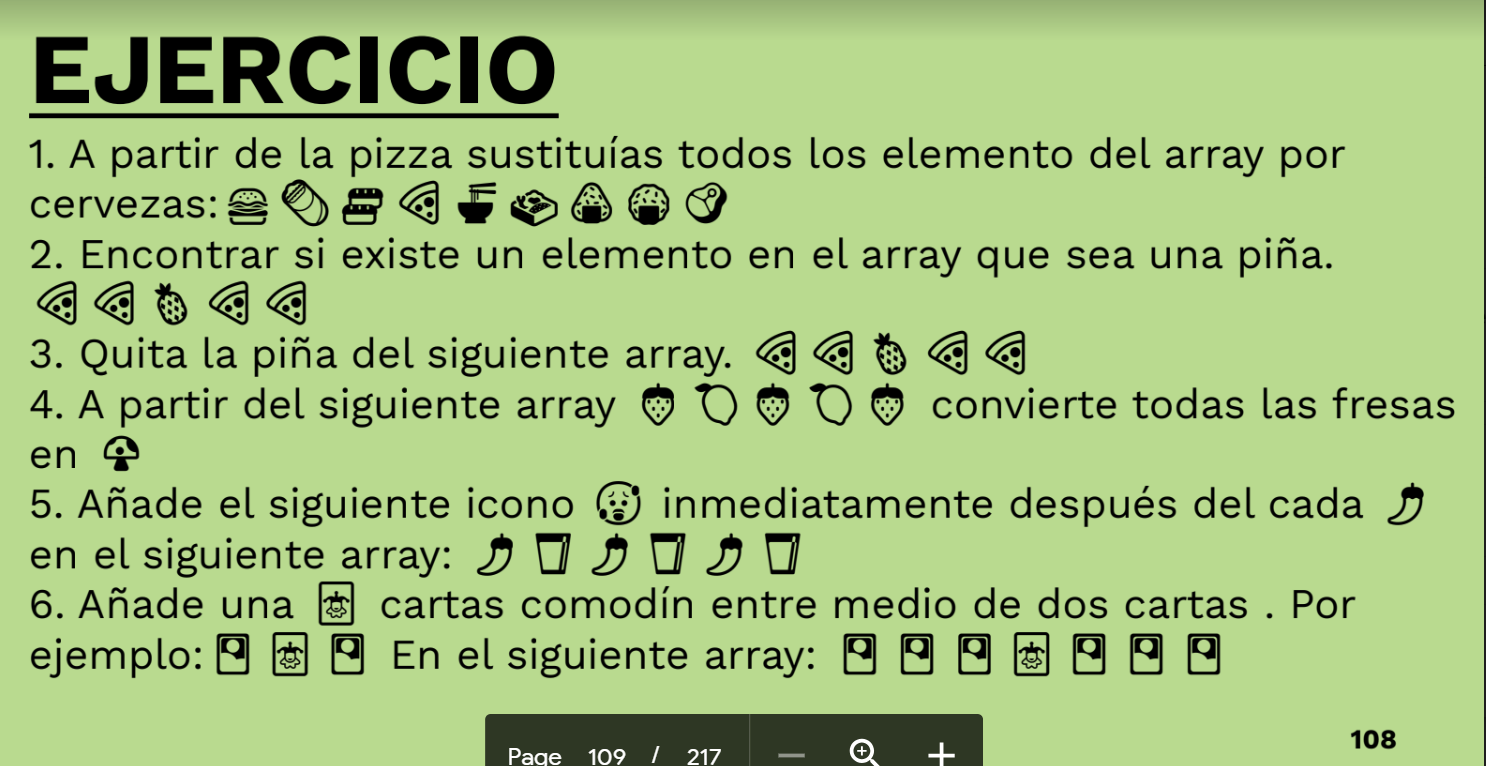 EJERCICIO
1. A partir de la pizza sustituías todos los elemento del array por
cervezas: 🍔 🌯 🌭 🍕 🍜 🍱 🍙 🍘 🍖
2. Encontrar si existe un elemento en el array que sea una piña.
🍕 🍕 🍍 🍕 🍕
3. Quita la piña del siguiente array. 🍕 🍕 🍍 🍕 🍕
4. A partir del siguiente array 🍓 🍋 🍓 🍋 🍓 convierte todas las fresas
en 🍄
5. Añade el siguiente icono 🥵 inmediatamente después del cada 🌶
en el siguiente array: 🌶 🥛 🌶 🥛 🌶 🥛
6. Añade una 🃏 cartas comodín entre medio de dos cartas . Por
ejemplo: 🎴 🃏 🎴 En el siguiente array: 🎴 🎴 🎴 🃏 🎴 🎴 🎴
108
Page 109 / 217